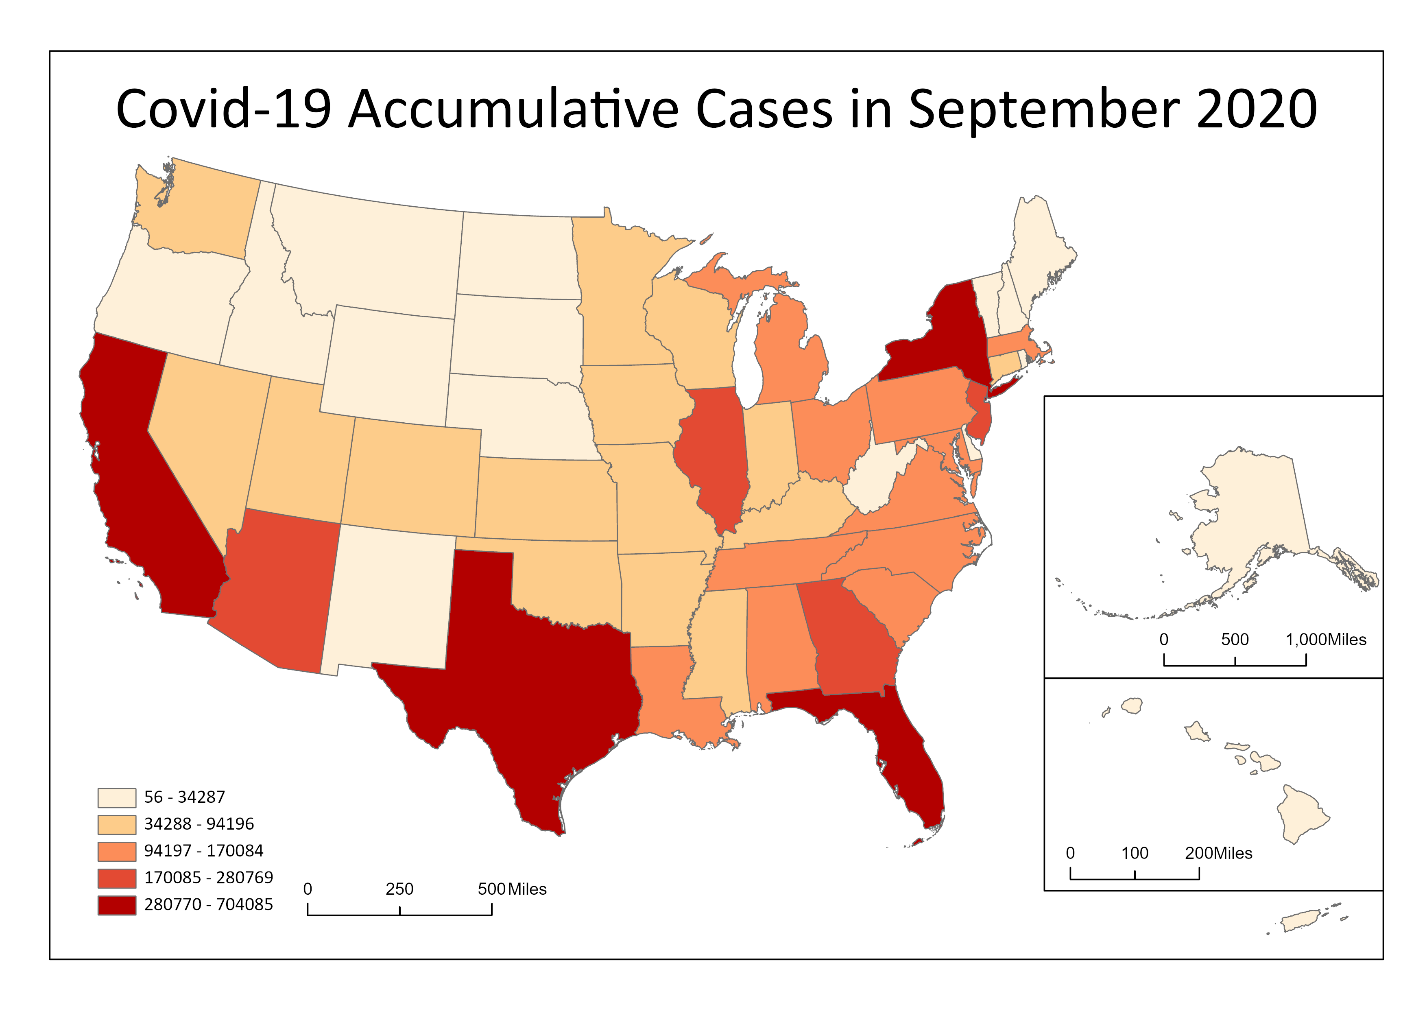 Covid-19 Accumulative Cases in September 2020
0 500 1,000Miles
56 - 34287
34288 - 94196
94197 - 170084
170085 - 280769
280770 - 704085
0 250 500Miles
0 100 200Miles